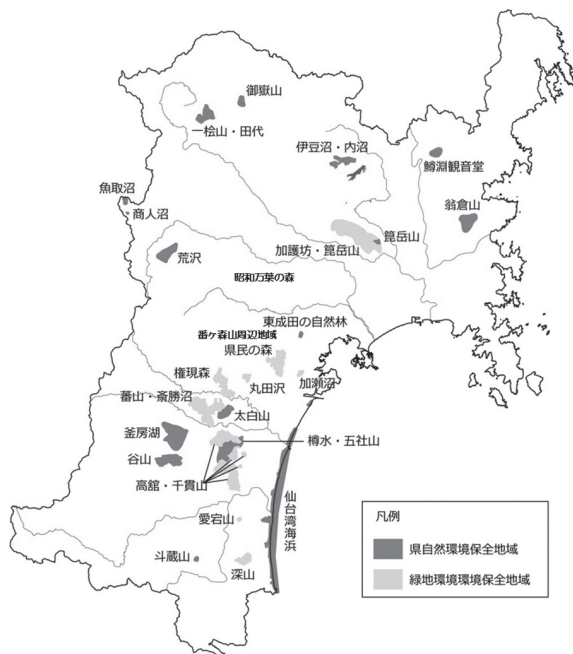 御嶽山
一桧山・田代
伊豆沼・内沼
鱒淵観音堂
翁倉山
魚取沼
商人沼
荒沢
箟岳山
加護坊・箟岳山
昭和万葉の森
東成田の自然林
番ヶ森山周辺地域
県民の森
権現森
丸田沢
加瀬沼
蕃山・斎勝沼
太白山
釜房湖
樽水・五社山
谷山
高舘・千貫山
仙台湾海浜
愛宕山
斗蔵山
深山
凡例
県自然環境保全地域
緑地環境環境保全地域